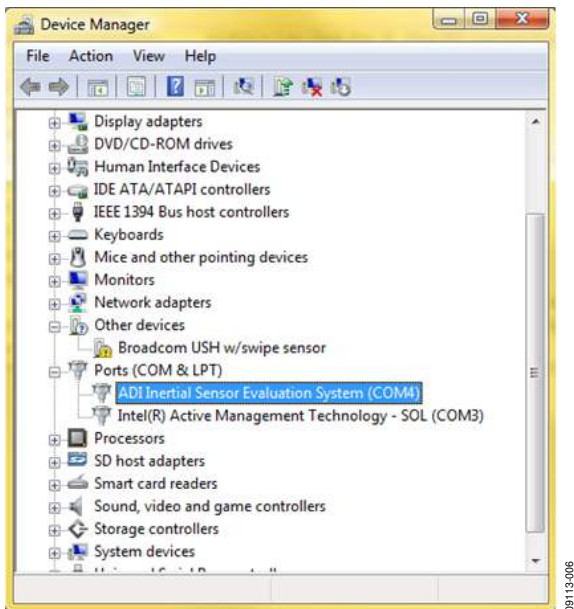 Device Manager
File Action View Help
Display adapters
DVD/CD-ROM drives
Human Interface Devices
IDE ATA/ATAPI controllers
IEEE 1394 Bus host controllers
Keyboards
Mice and other pointing devices
Monitors
Network adapters
Other devices
Broadcom USH w/swipe sensor
Ports (COM & LPT)
ADI Inertial Sensor Evaluation System (COM4)
Intel(R) Active Management Technology - SOL (COM3)
Processors
SD host adapters
Smart card readers
Sound, video and game controllers
Storage controllers
System devices
09113-006